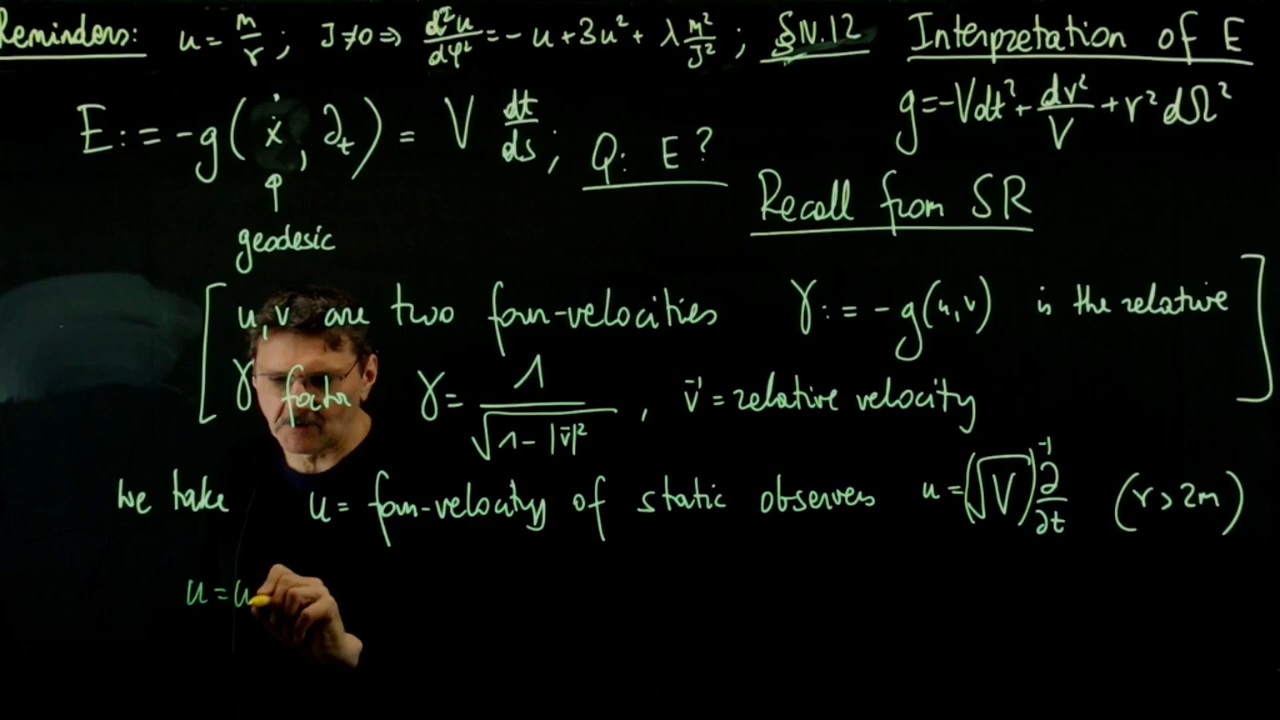 Reminders: u = m/r ; J≠0 ⇒ d²u/dφ² = -u + 3u² + λ m²/J² ; §IV.12 Interpretation of E
g = -Vdt² + dr²/V + r²dΩ²
E := -g(ẋ, ∂ₜ) = V dt/ds ; Q: E?
↑
geodesic
Recall from SR
[ u,v are two four-velocities γ := -g(u,v) is the relative
γ factor γ = 1/√(1-|v⃗|²) , v⃗ = relative velocity ]
We take u = four-velocity of static observers u = (√V)⁻¹ ∂/∂t (r > 2m)
u = u